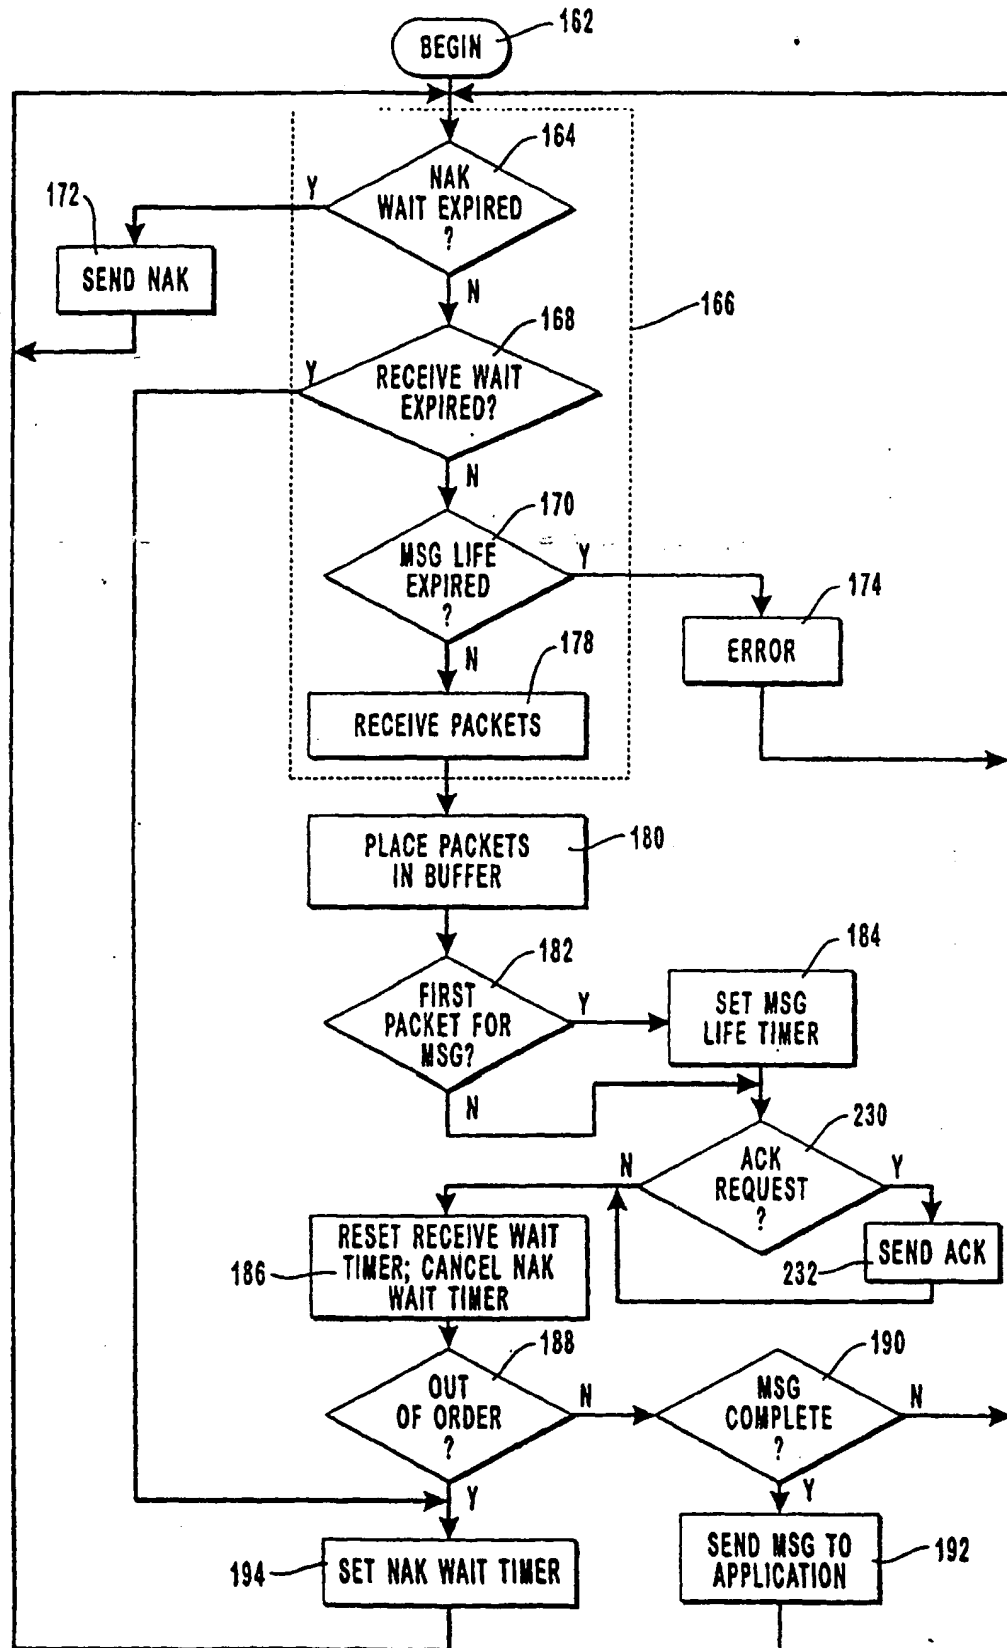 BEGIN
162
164
NAK
WAIT EXPIRED
?
Y
N
172
SEND NAK
166
168
RECEIVE WAIT
EXPIRED?
Y
N
170
MSG LIFE
EXPIRED
?
Y
N
174
ERROR
178
RECEIVE PACKETS
PLACE PACKETS
IN BUFFER
180
182
FIRST
PACKET FOR
MSG?
Y
N
184
SET MSG
LIFE TIMER
230
ACK
REQUEST
?
N
Y
SEND ACK
232
RESET RECEIVE WAIT
TIMER; CANCEL NAK
WAIT TIMER
186
188
OUT
OF ORDER
?
N
Y
190
MSG
COMPLETE
?
N
Y
194
SET NAK WAIT TIMER
SEND MSG TO
APPLICATION
192